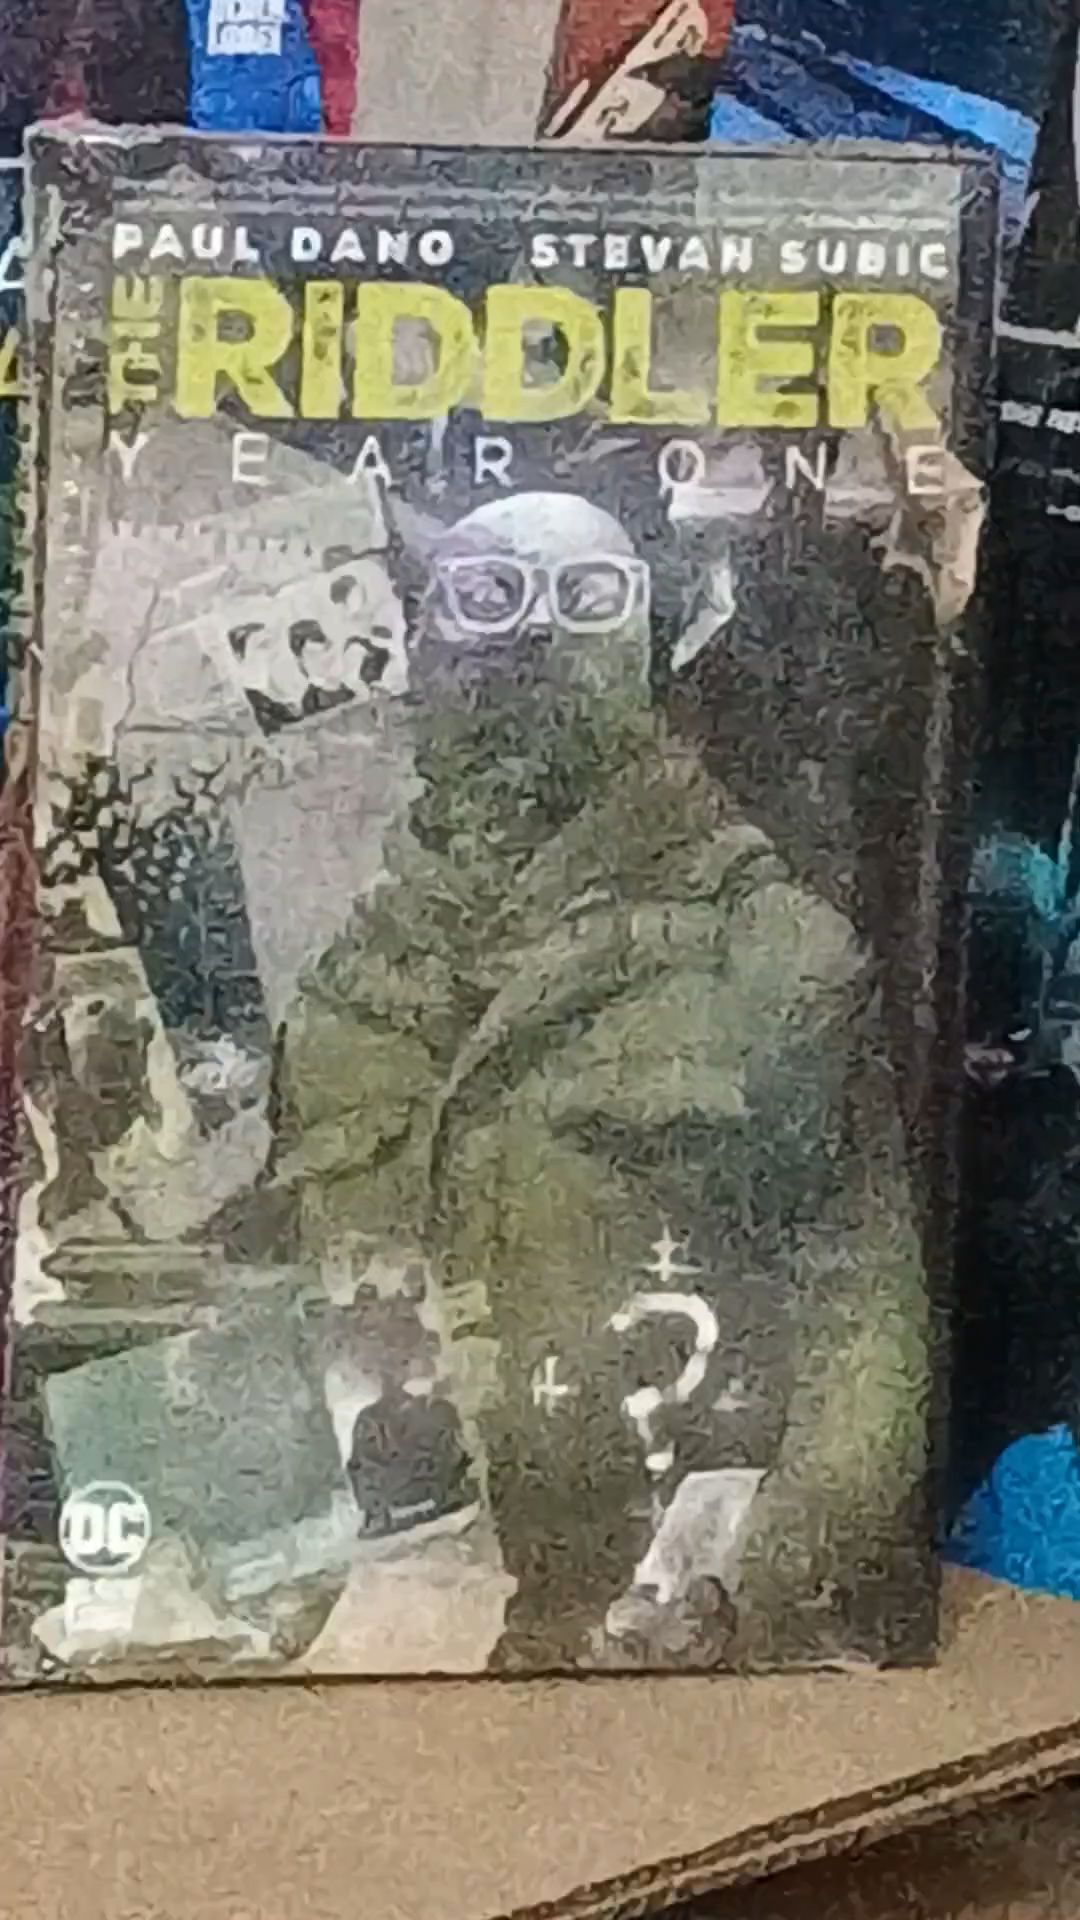 PAUL DANO STEVAN SUBIC
THE RIDDLER
YEAR ONE
?
DC